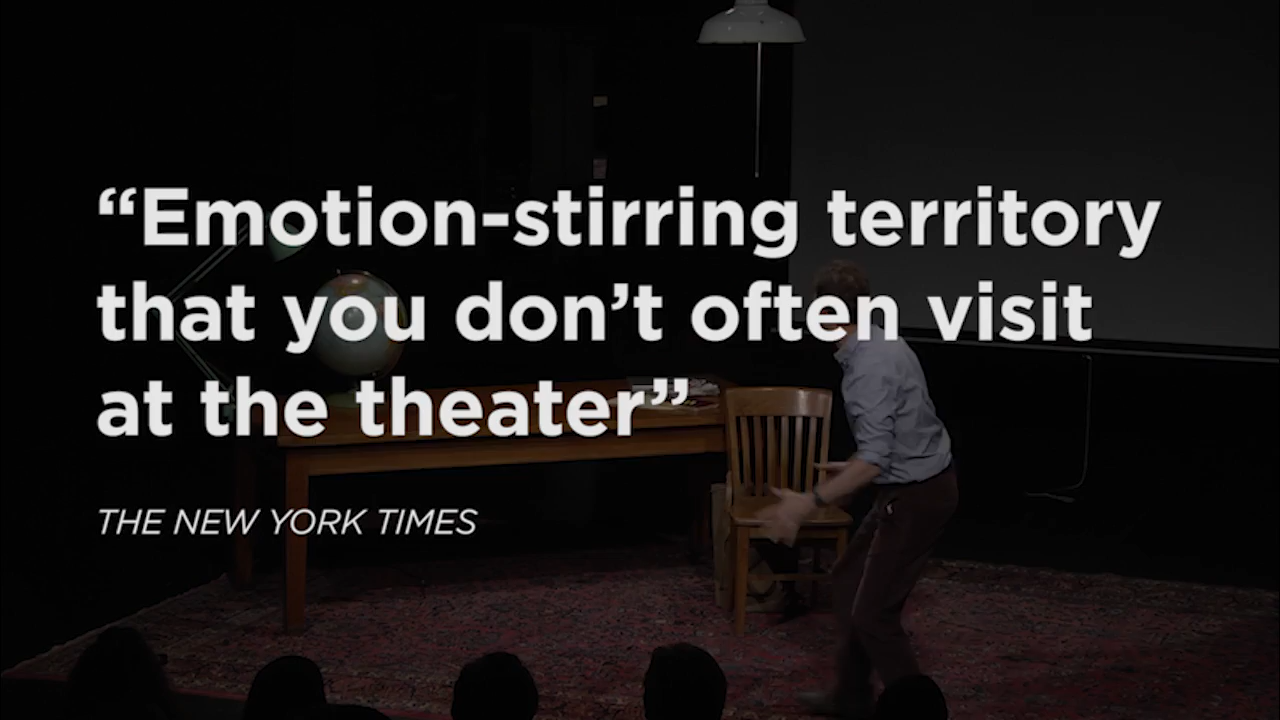 “Emotion-stirring territory
that you don’t often visit
at the theater”
THE NEW YORK TIMES